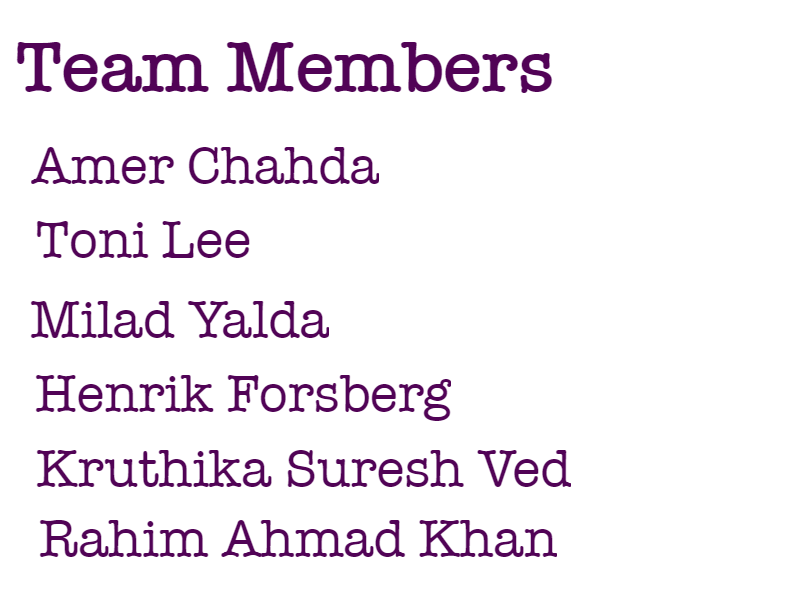 Team Members
Amer Chahda
Toni Lee
Milad Yalda
Henrik Forsberg
Kruthika Suresh Ved
Rahim Ahmad Khan